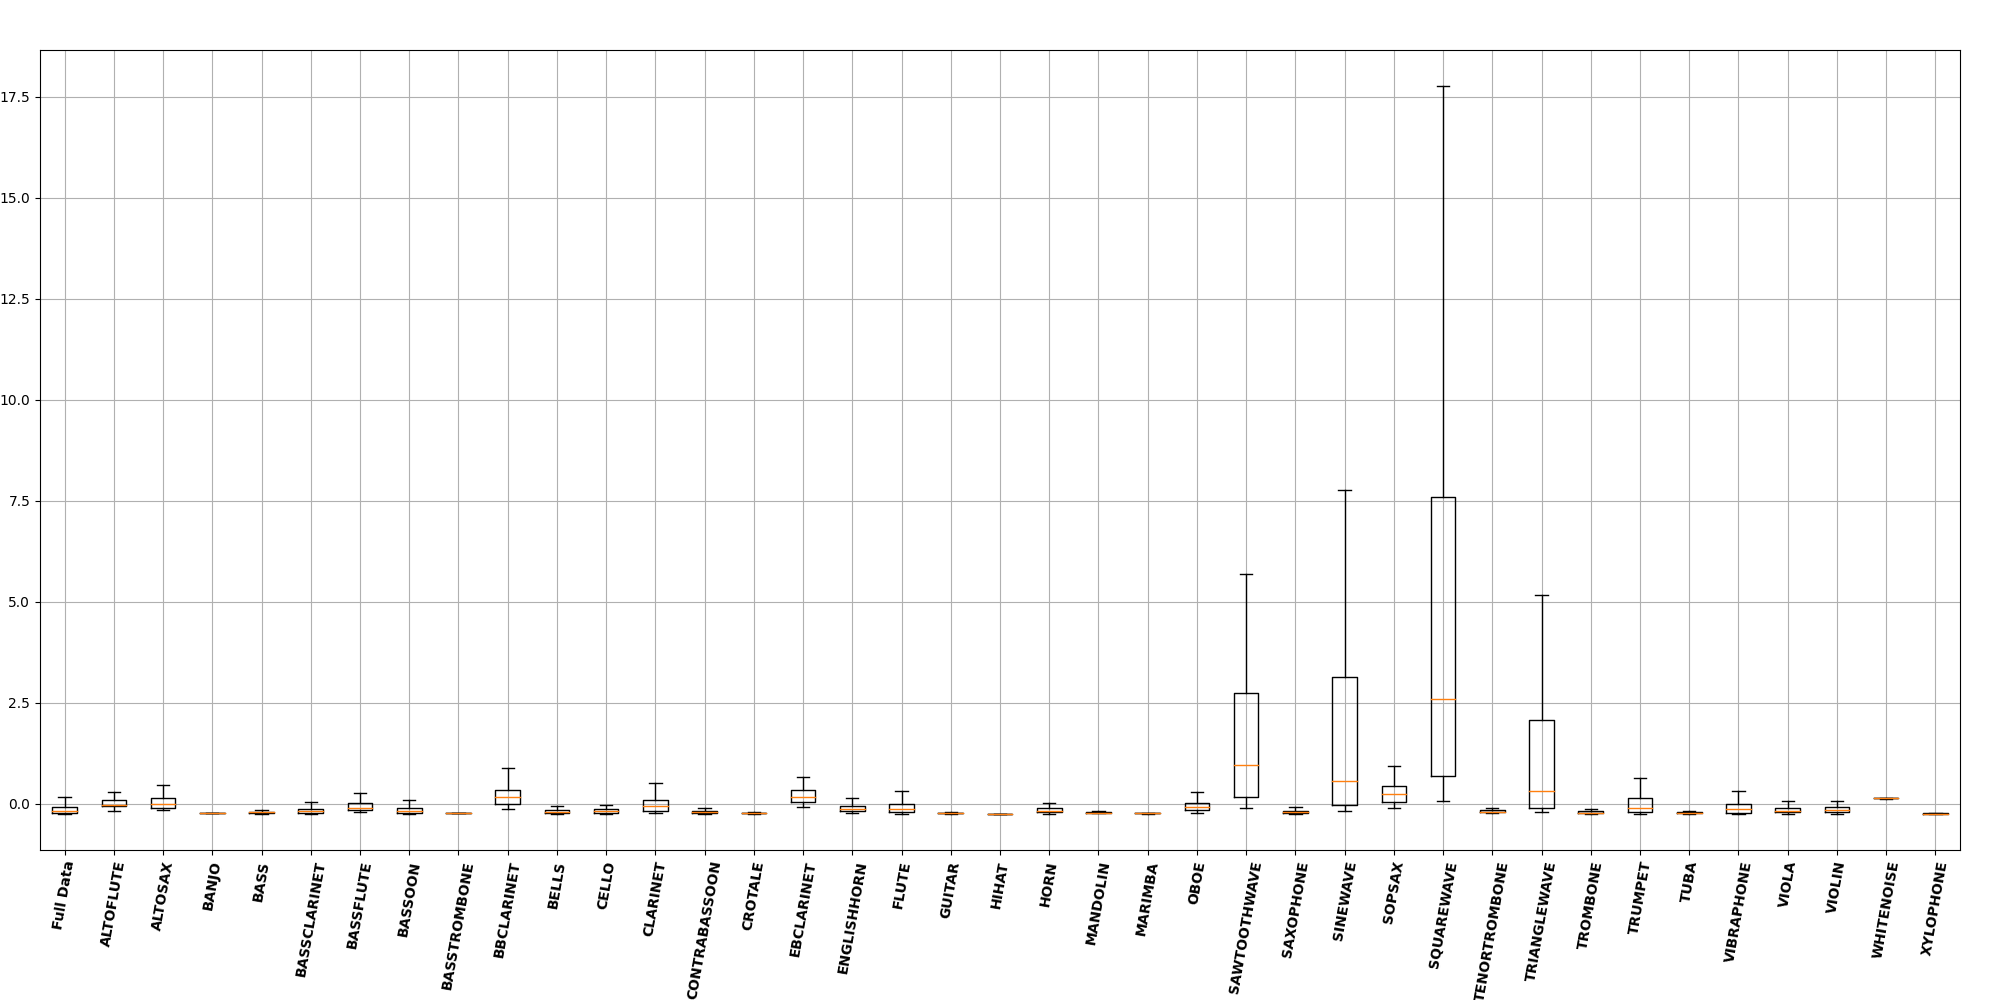 17.5
15.0
12.5
10.0
7.5
5.0
2.5
0.0
Full Data
ALTOFLUTE
ALTOSAX
BANJO
BASS
BASSCLARINET
BASSFLUTE
BASSOON
BASSTROMBONE
BBCLARINET
BELLS
CELLO
CLARINET
CONTRABASSOON
CROTALE
EBCLARINET
ENGLISHHORN
FLUTE
GUITAR
HIHAT
HORN
MANDOLIN
MARIMBA
OBOE
SAWTOOTHWAVE
SAXOPHONE
SINEWAVE
SOPSAX
SQUAREWAVE
TENORTROMBONE
TRIANGLEWAVE
TROMBONE
TRUMPET
TUBA
VIBRAPHONE
VIOLA
VIOLIN
WHITENOISE
XYLOPHONE